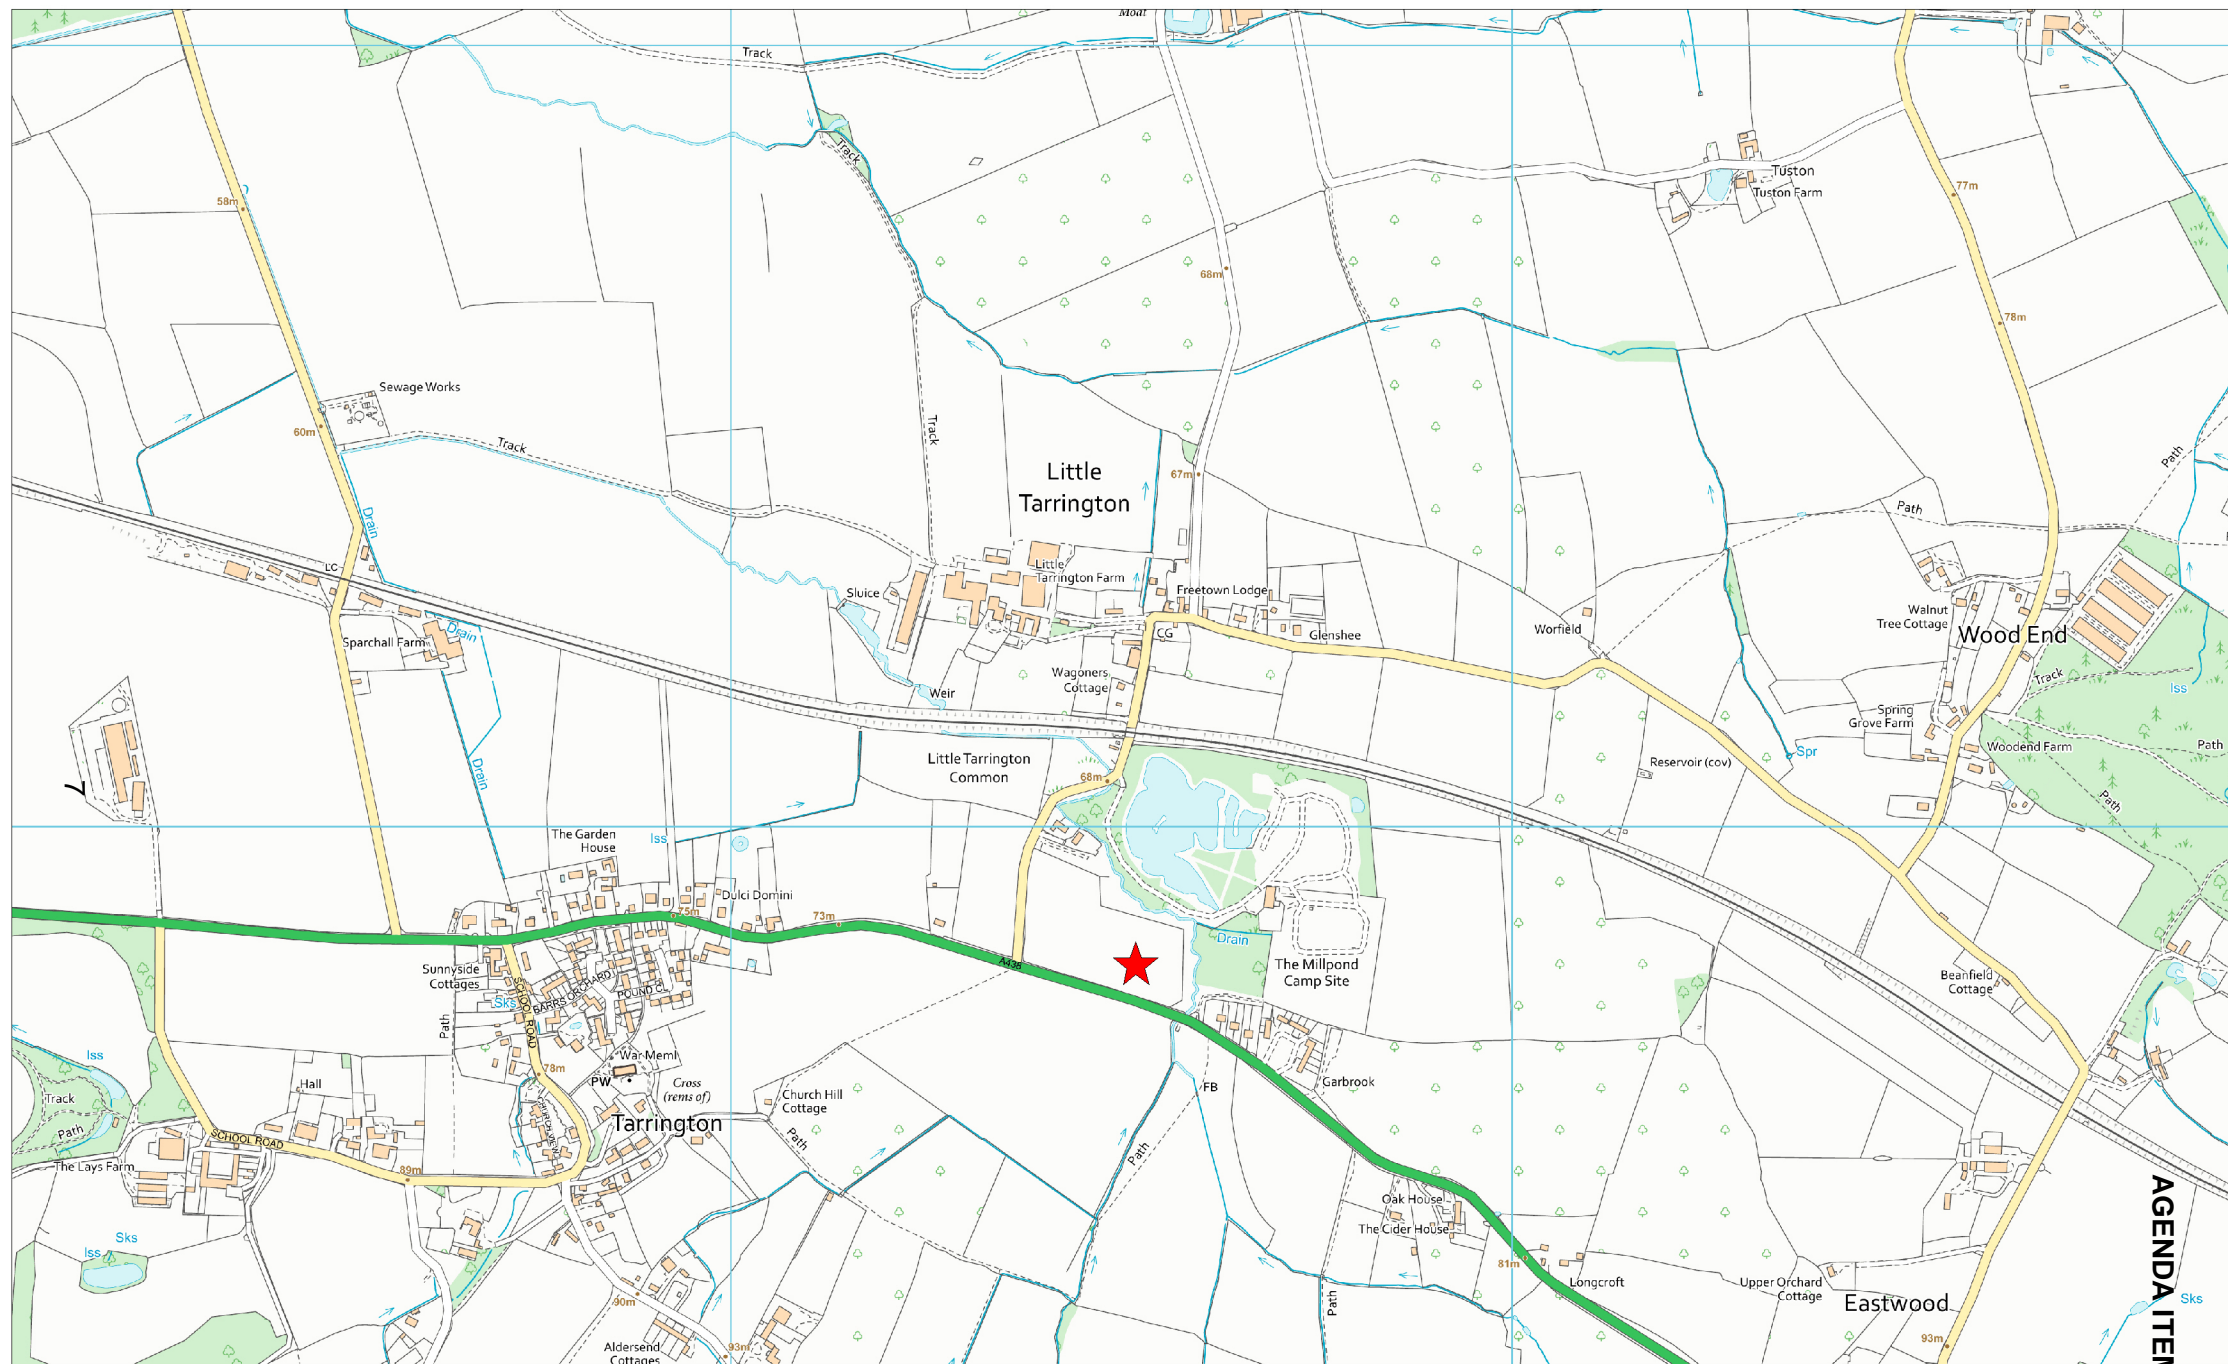 Moat
Track
Track
Tuston
Tuston Farm
58m
77m
68m
78m
Sewage Works
60m
Track
Track
Little
Tarrington
67m
Path
Path
Drain
LC
Sluice
Little
Tarrington Farm
Freetown Lodge
CG
Glenshee
Worfield
Walnut
Tree Cottage
Wood End
Drain
Sparchall Farm
Wagoners
Cottage
Weir
Track
Iss
Spring
Grove Farm
Woodend Farm
Path
Spr
Reservoir (cov)
Little Tarrington
Common
68m
Drain
7
Path
The Garden
House
Iss
Dulci Domini
75m
73m
A438
Drain
The Millpond
Camp Site
Sunnyside
Cottages
SCHOOL ROAD
BARRS ORCHARD
POUND CL
Sks
Path
Beanfield
Cottage
War Meml
PW
78m
Cross
(rems of)
Iss
Track
Path
Hall
Church Hill
Cottage
FB
Garbrook
Tarrington
CHURCH VIEW
Path
Path
SCHOOL ROAD
The Lays Farm
89m
Oak House
The Cider House
Sks
Iss
81m
Longcroft
Upper Orchard
Cottage
Eastwood
Sks
90m
Path
93m
93m
Aldersend
Cottages
AGENDA ITEM